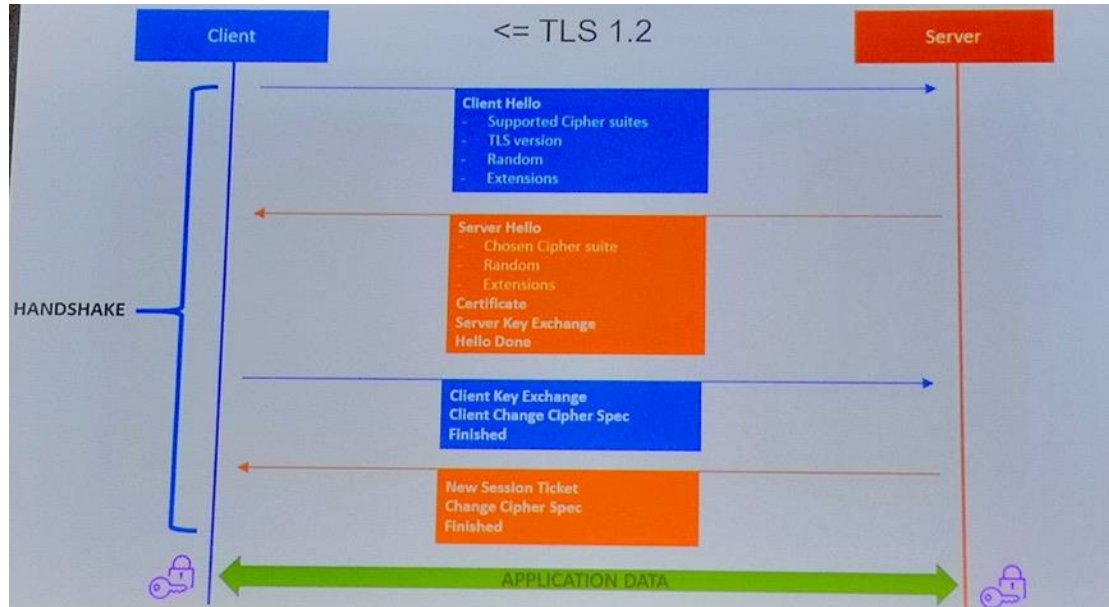 <= TLS 1.2
Client
Server
Client Hello
- Supported Cipher suites
- TLS version
- Random
- Extensions
Server Hello
- Chosen Cipher suite
- Random
- Extensions
Certificate
Server Key Exchange
Hello Done
HANDSHAKE
Client Key Exchange
Client Change Cipher Spec
Finished
New Session Ticket
Change Cipher Spec
Finished
APPLICATION DATA